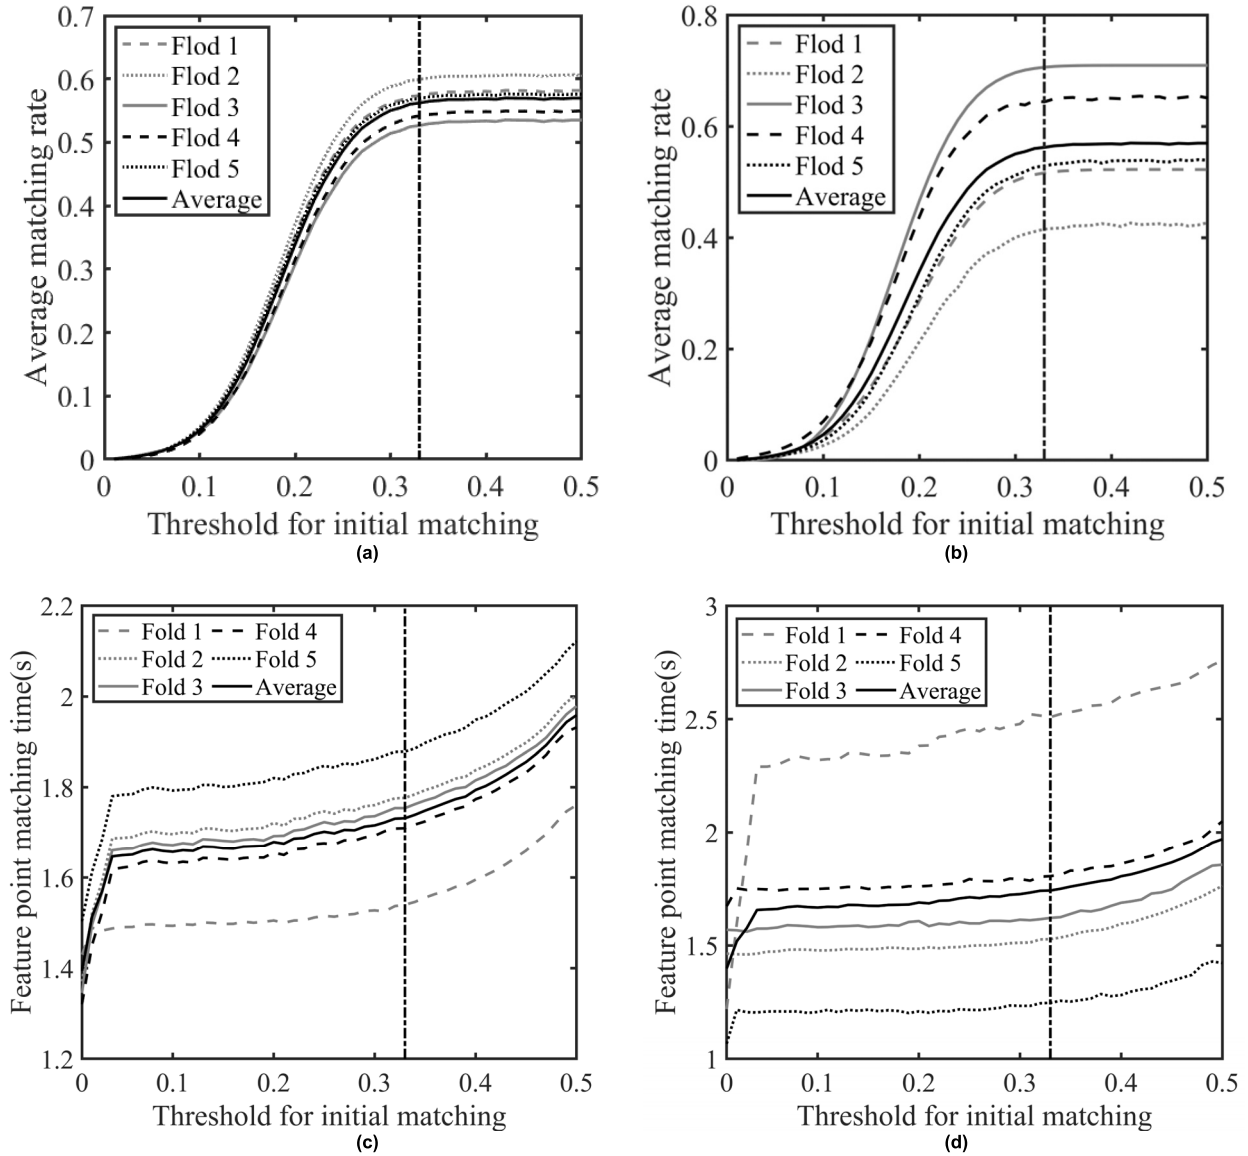 0.7
0.6
0.5
0.4
0.3
0.2
0.1
0
Average matching rate
Flod 1
Flod 2
Flod 3
Flod 4
Flod 5
Average
0 0.1 0.2 0.3 0.4 0.5
Threshold for initial matching
(a)
0.8
0.6
0.4
0.2
0
Average matching rate
Flod 1
Flod 2
Flod 3
Flod 4
Flod 5
Average
0 0.1 0.2 0.3 0.4 0.5
Threshold for initial matching
(b)
2.2
2
1.8
1.6
1.4
1.2
Feature point matching time(s)
Fold 1 Fold 4
Fold 2 Fold 5
Fold 3 Average
0 0.1 0.2 0.3 0.4 0.5
Threshold for initial matching
(c)
3
2.5
2
1.5
1
Feature point matching time(s)
Fold 1 Fold 4
Fold 2 Fold 5
Fold 3 Average
0 0.1 0.2 0.3 0.4 0.5
Threshold for initial matching
(d)